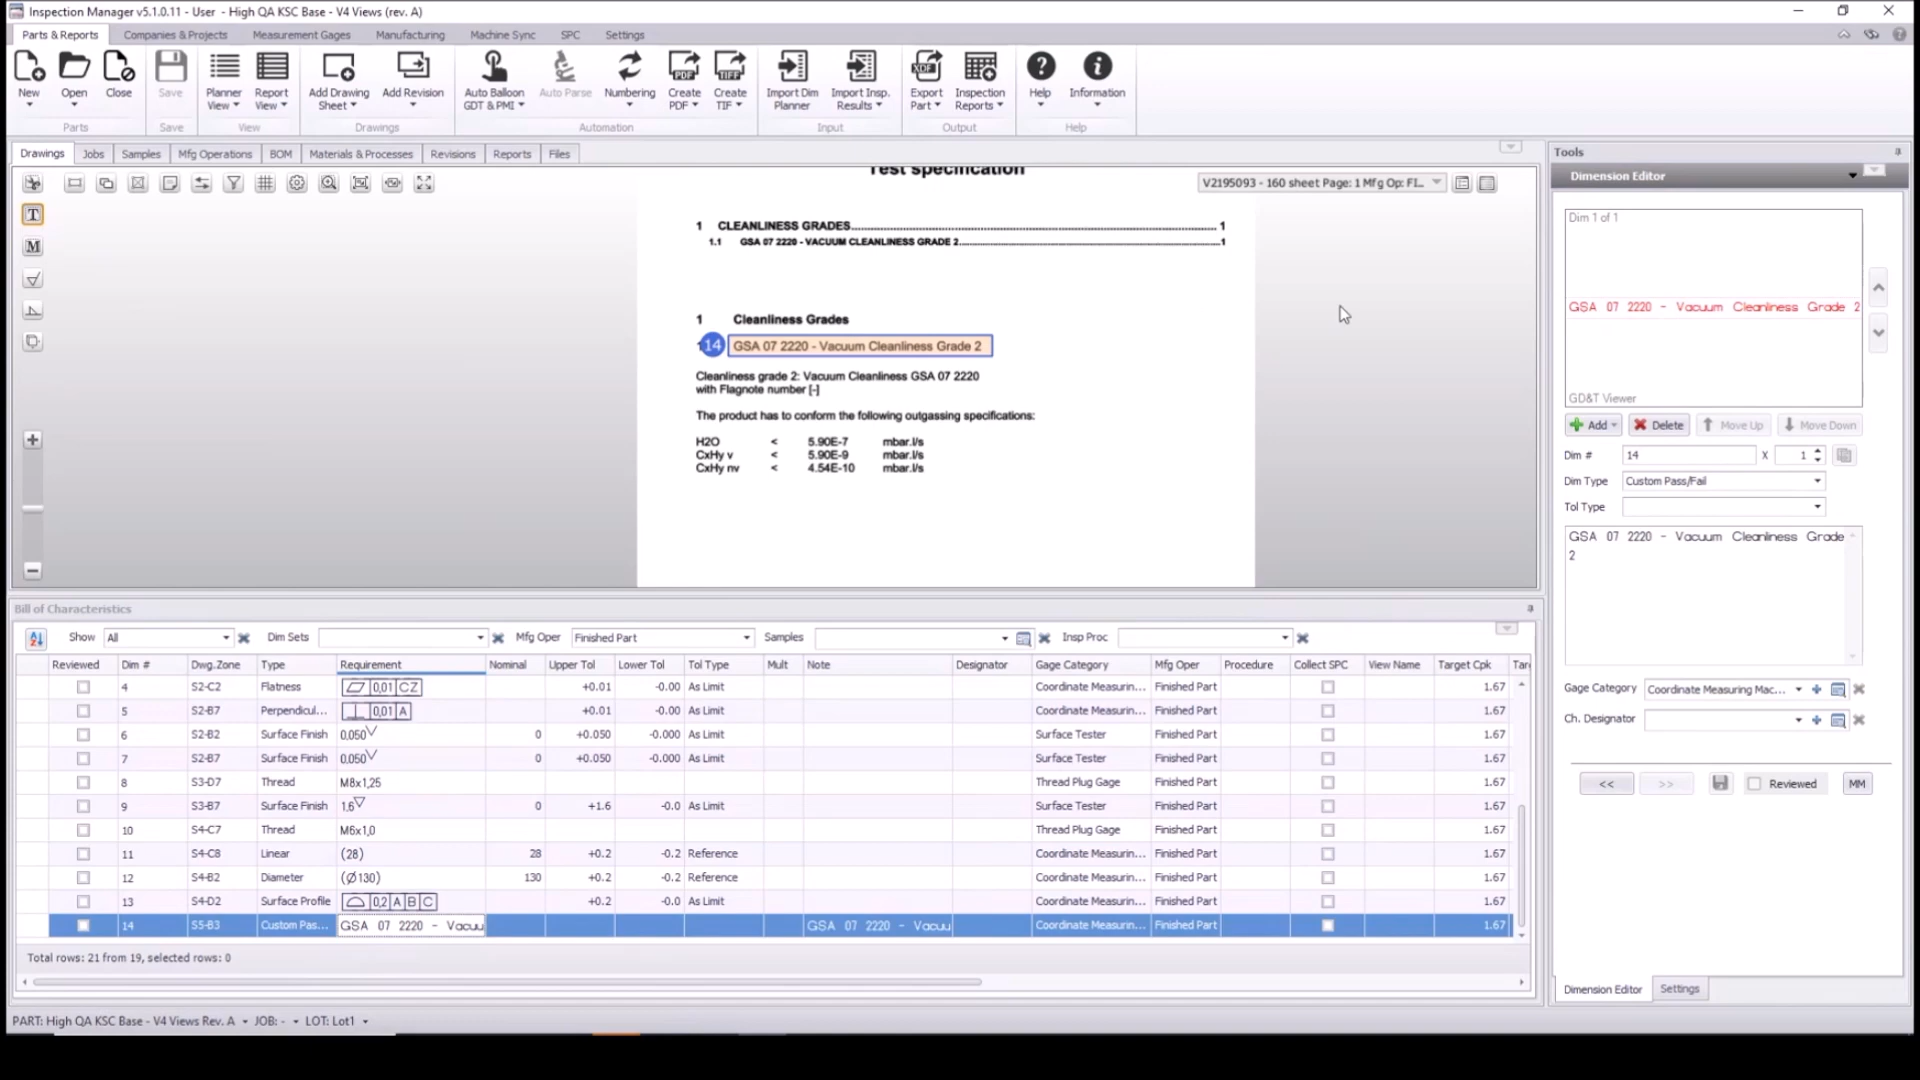 Inspection Manager v5.1.0.11 - User - High QA KSC Base - V4 Views (rev. A)
Parts & Reports Companies & Projects Measurement Gages Manufacturing Machine Sync SPC Settings
New Open Close Save Planner View Report View Add Drawing Sheet Add Revision Auto Balloon GDT & PMI Auto Parse Numbering Create PDF Create TIF Import Dim Planner Import Insp. Results Export Part Inspection Reports Help Information
Parts Save View Drawings Automation Input Output Help
Drawings Jobs Samples Mfg Operations BOM Materials & Processes Revisions Reports Files
V2195093 - 160 sheet Page: 1 Mfg Op: FI...
Test specification
1 CLEANLINESS GRADES 1
1.1 GSA 07 2220 - VACUUM CLEANLINESS GRADE 2 1
1 Cleanliness Grades
14 GSA 07 2220 - Vacuum Cleanliness Grade 2
Cleanliness grade 2: Vacuum Cleanliness GSA 07 2220
with Flagnote number [-]
The product has to conform the following outgassing specifications:
H2O < 5.90E-7 mbar.l/s
CxHy v < 5.90E-9 mbar.l/s
CxHy nv < 4.54E-10 mbar.l/s
Tools
Dimension Editor
Dim 1 of 1
GSA 07 2220 - Vacuum Cleanliness Grade 2
GD&T Viewer
Add Delete Move Up Move Down
Dim # 14 X 1
Dim Type Custom Pass/Fail
Tol Type
GSA 07 2220 - Vacuum Cleanliness Grade
2
Gage Category Coordinate Measuring Mac...
Ch. Designator
<< >> Reviewed MM
Dimension Editor Settings
Bill of Characteristics
Show All Dim Sets Mfg Oper Finished Part Samples Insp Proc
Reviewed Dim # Dwg.Zone Type Requirement Nominal Upper Tol Lower Tol Tol Type Mult Note Designator Gage Category Mfg Oper Procedure Collect SPC View Name Target Cpk Tar
4 S2-C2 Flatness 0,01 CZ +0.01 -0.00 As Limit Coordinate Measurin... Finished Part 1.67
5 S2-B7 Perpendicul... 0,01 A +0.01 -0.00 As Limit Coordinate Measurin... Finished Part 1.67
6 S2-B2 Surface Finish 0.050 0 +0.050 -0.000 As Limit Surface Tester Finished Part 1.67
7 S2-B7 Surface Finish 0.050 0 +0.050 -0.000 As Limit Surface Tester Finished Part 1.67
8 S3-D7 Thread M8x1,25 Thread Plug Gage Finished Part 1.67
9 S3-B7 Surface Finish 1,6 0 +1.6 -0.0 As Limit Surface Tester Finished Part 1.67
10 S4-C7 Thread M6x1,0 Thread Plug Gage Finished Part 1.67
11 S4-C8 Linear (28) 28 +0.2 -0.2 Reference Coordinate Measurin... Finished Part 1.67
12 S4-B2 Diameter (Ø130) 130 +0.2 -0.2 Reference Coordinate Measurin... Finished Part 1.67
13 S4-D2 Surface Profile 0,2 A B C +0.2 -0.0 As Limit Coordinate Measurin... Finished Part 1.67
14 S5-B3 Custom Pas... GSA 07 2220 - Vacuu GSA 07 2220 - Vacuu Coordinate Measurin... Finished Part 1.67
Total rows: 21 from 19, selected rows: 0
PART: High QA KSC Base - V4 Views Rev. A JOB: - LOT: Lot1